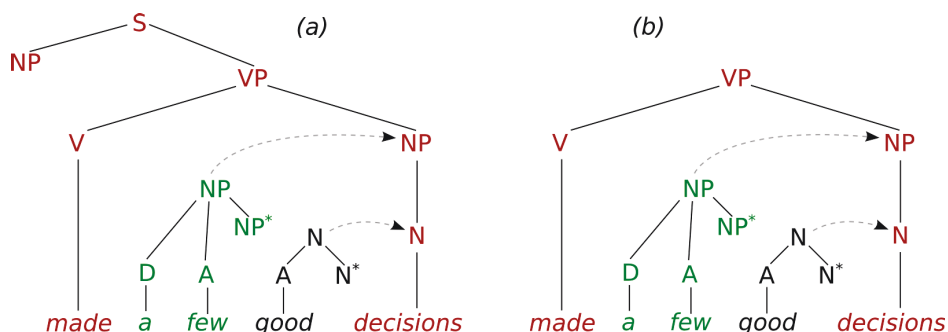 S (a) (b)
NP
VP VP
V NP V NP
NP NP
NP* NP*
N N N N
D A A N* D A A N*
made a few good decisions made a few good decisions